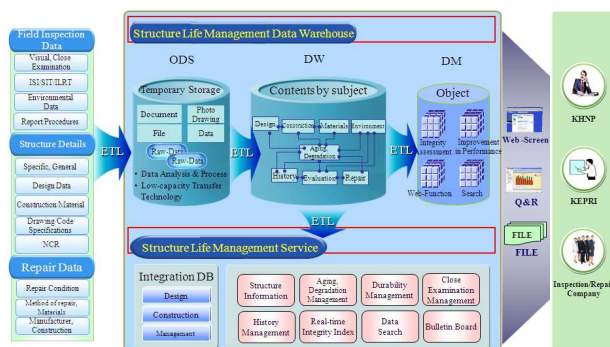 Field Inspection
Data
Visual, Close
Examination
ISI/SIT/ILRT
Environmental
Data
Report/Procedures
Structure Details
Specific, General
Design Data
Construction/Material
Drawing/Code/
Specifications
NCR
Repair Data
Repair Condition
Method of repair,
Materials
Manufacturer,
Construction
ETL
Structure Life Management Data Warehouse
ODS
Temporary Storage
Document
Photo
Drawing
File
Data
Raw-Data
Raw-Data
• Data Analysis & Process
• Low-capacity Transfer
Technology
ETL
DW
Contents by subject
Design
Construction
Materials
Environment
Aging,
Degradation
History
Evaluation
Repair
ETL
DM
Object
Integrity
Assessment
Improvement
in Performance
Web-Function
Search
ETL
Structure Life Management Service
Integration DB
Design
Construction
Management
Structure
Information
Aging,
Degradation
Management
Durability
Management
Close
Examination
Management
History
Management
Real-time
Integrity Index
Data
Search
Bulletin Board
Web -Screen
Q&R
FILE
FILE
KHNP
KEPRI
Inspection/Repair
Company